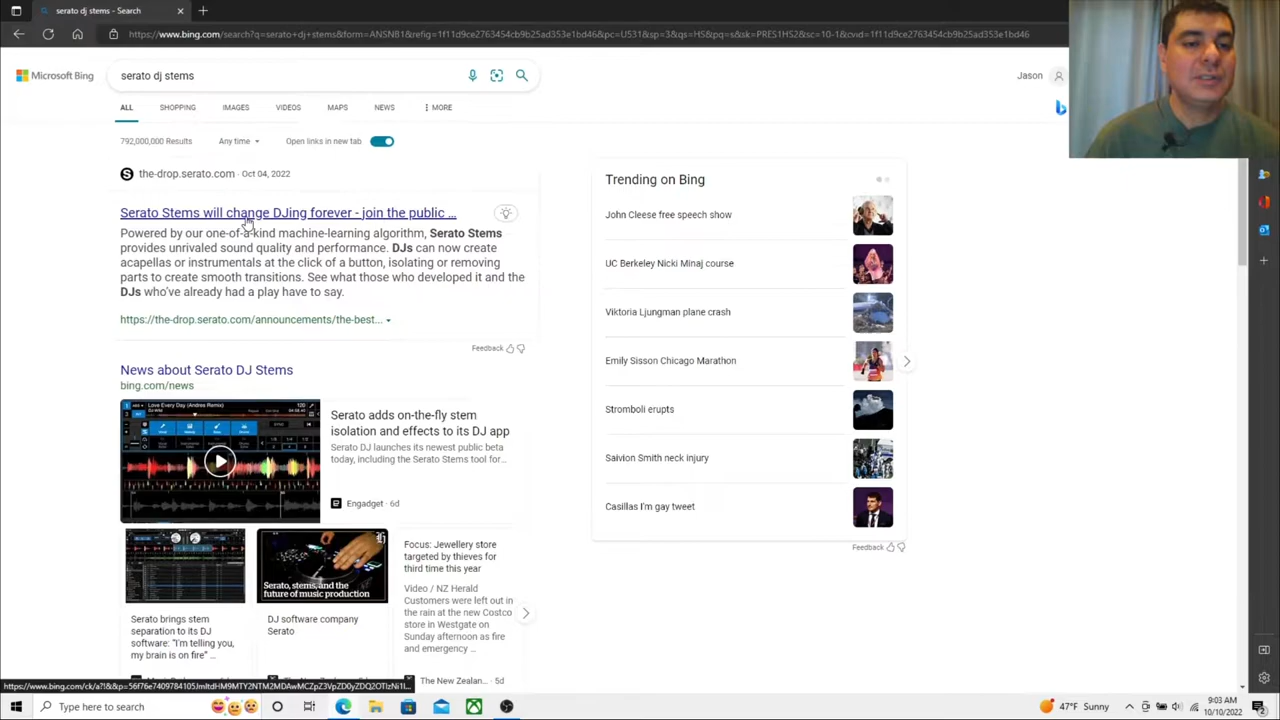 serato dj stems - Search
https://www.bing.com/search?q=serato+dj+stems&form=ANSNB1&refig=1f11d9ce2763454cb9b25ad353e1bd46&pc=U531&sp=3&qs=HS&pq=s&sk=PRES1HS2&sc=10-1&cvid=1f11d9ce2763454cb9b25ad353e1bd46
Microsoft Bing
serato dj stems
Jason
ALL SHOPPING IMAGES VIDEOS MAPS NEWS MORE
792,000,000 Results Any time Open links in new tab
the-drop.serato.com · Oct 04, 2022
Serato Stems will change DJing forever - join the public ...
Powered by our one-of-a-kind machine-learning algorithm, Serato Stems
provides unrivaled sound quality and performance. DJs can now create
acapellas or instrumentals at the click of a button, isolating or removing
parts to create smooth transitions. See what those who developed it and the
DJs who've already had a play have to say.
https://the-drop.serato.com/announcements/the-best...
Feedback
News about Serato DJ Stems
bing.com/news
Love Every Day (Andrea Remix)
120
Serato adds on-the-fly stem
isolation and effects to its DJ app
Serato DJ launches its newest public beta
today, including the Serato Stems tool for...
Engadget · 6d
Serato, stems, and the
future of music production
Serato brings stem
separation to its DJ
software: "I'm telling you,
my brain is on fire" ...
DJ software company
Serato
Focus: Jewellery store
targeted by thieves for
third time this year
Video / NZ Herald
Customers were left out in
the rain at the new Costco
store in Westgate on
Sunday afternoon as fire
and emergency ...
The New Zealan... · 5d
Trending on Bing
John Cleese free speech show
UC Berkeley Nicki Minaj course
Viktoria Ljungman plane crash
Emily Sisson Chicago Marathon
Stromboli erupts
Saivion Smith neck injury
Casillas I'm gay tweet
Feedback
Type here to search
47°F Sunny
9:03 AM
10/10/2022
2